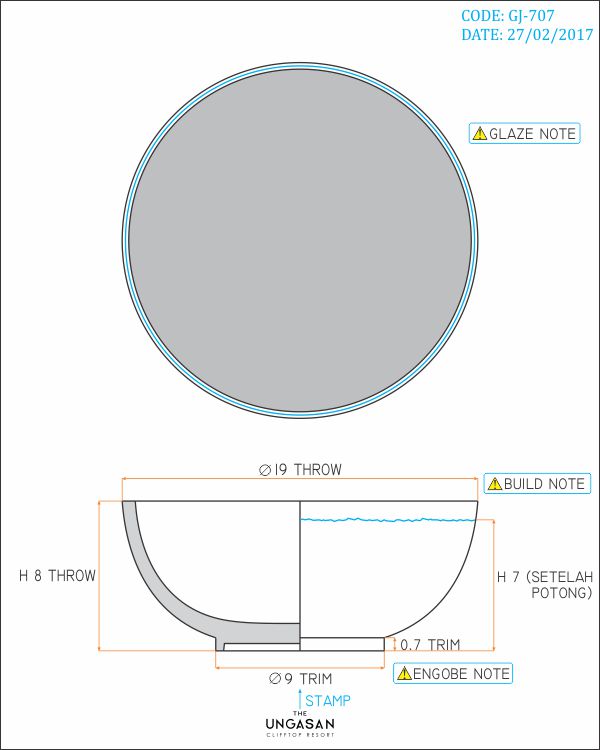 CODE: GJ-707
DATE: 27/02/2017
GLAZE NOTE
∅19 THROW
BUILD NOTE
H 8 THROW
H 7 (SETELAH
POTONG)
0.7 TRIM
∅9 TRIM
ENGOBE NOTE
STAMP
THE
UNGASAN
CLIFFTOP RESORT